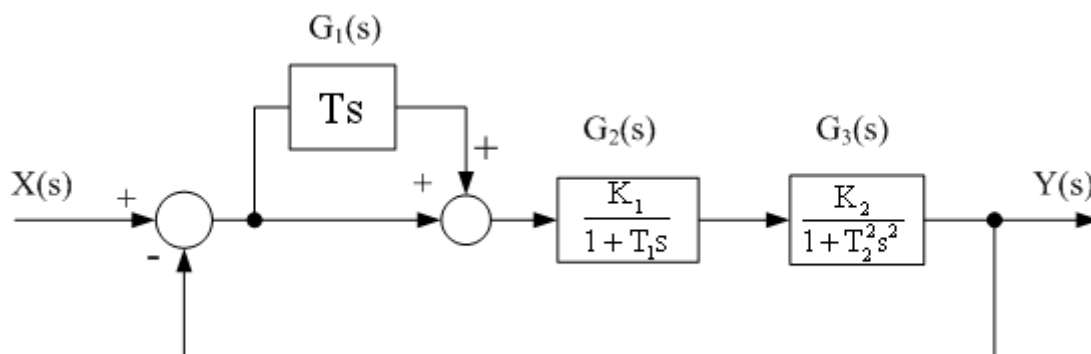 G₁(s)
Ts
+
G₂(s)
G₃(s)
X(s)
+
+
Y(s)
K₁
1 + T₁s
K₂
1 + T₂²s²
-